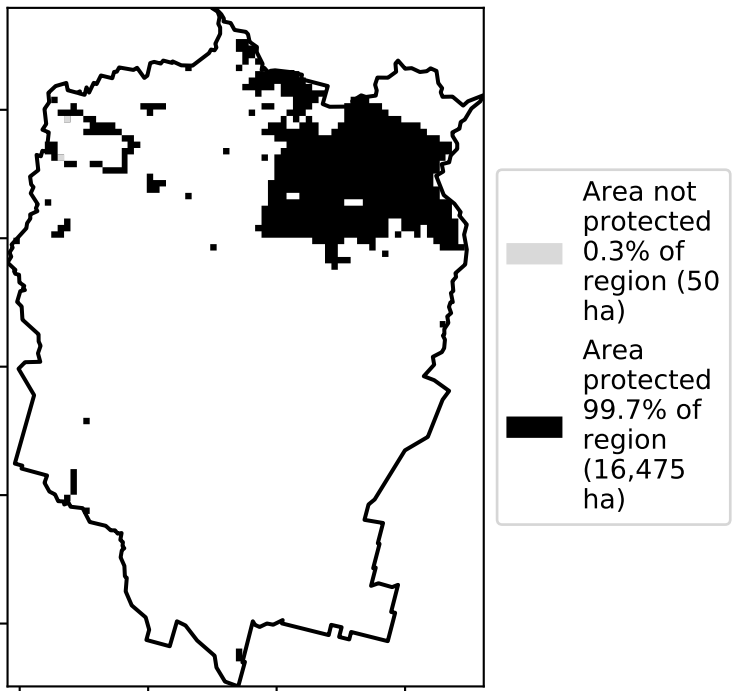 Area not
protected
0.3% of
region (50
ha)
Area
protected
99.7% of
region
(16,475
ha)